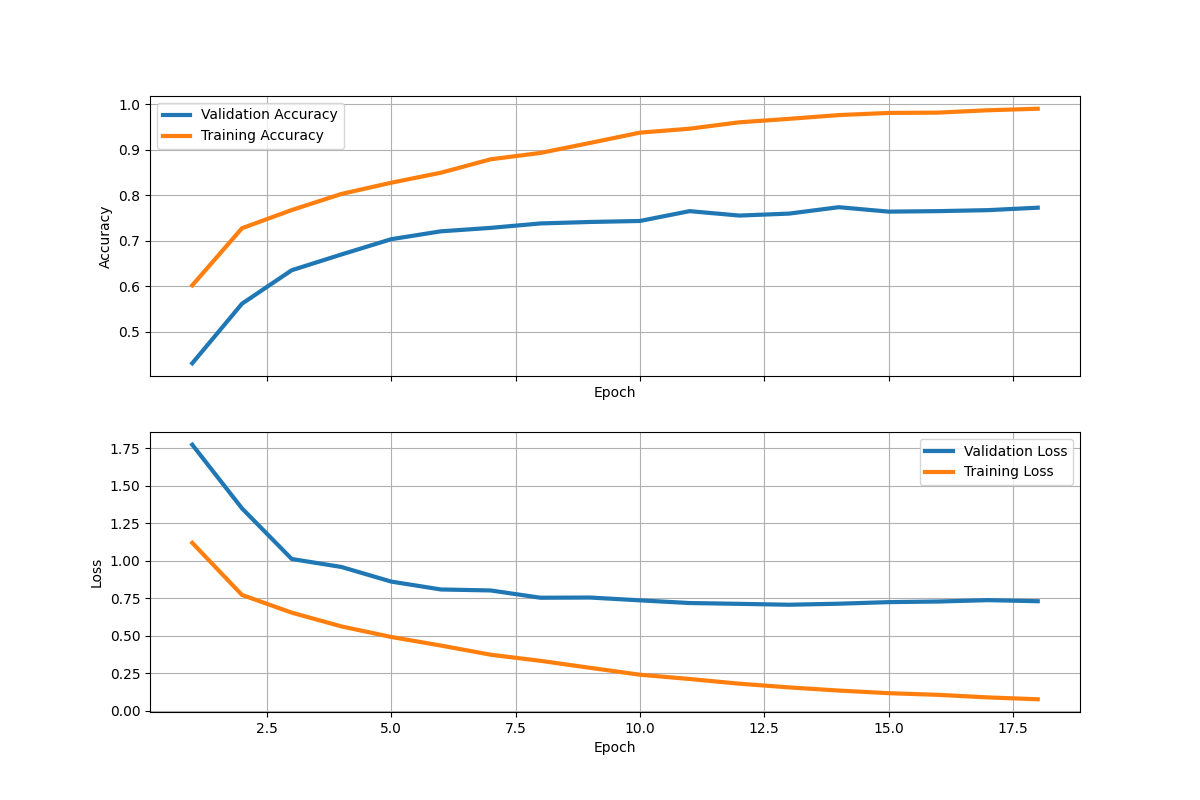 1.0
0.9
0.8
0.7
0.6
0.5
Accuracy
Validation Accuracy
Training Accuracy
Epoch
1.75
1.50
1.25
1.00
0.75
0.50
0.25
0.00
Loss
Validation Loss
Training Loss
2.5 5.0 7.5 10.0 12.5 15.0 17.5
Epoch